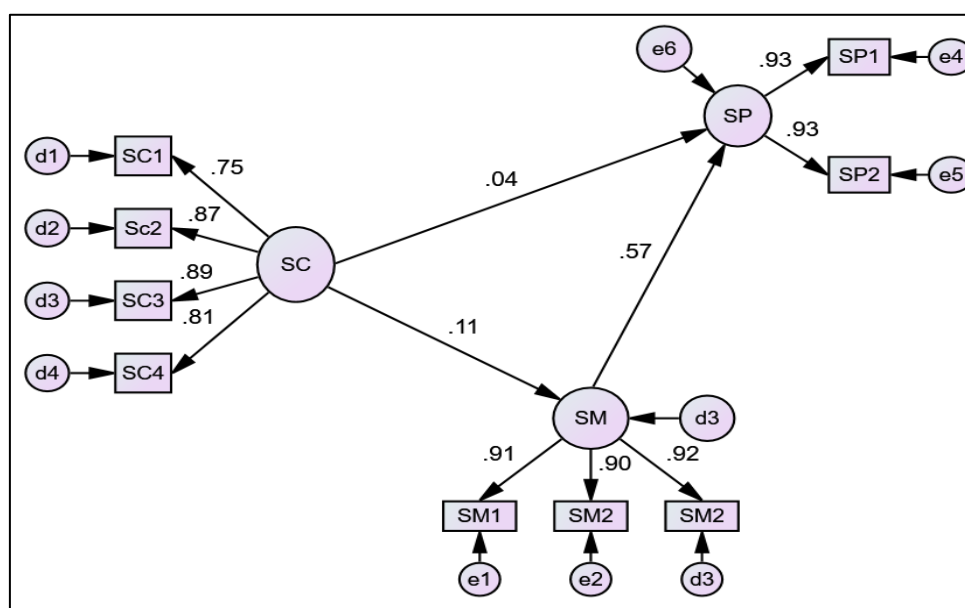 e6
.93
SP1
e4
SP
.93
SP2
e5
d1
SC1
.75
.04
d2
Sc2
.87
.57
SC
d3
SC3
.89
.81
.11
d4
SC4
SM
d3
.91
.90
.92
SM1
SM2
SM2
e1
e2
d3